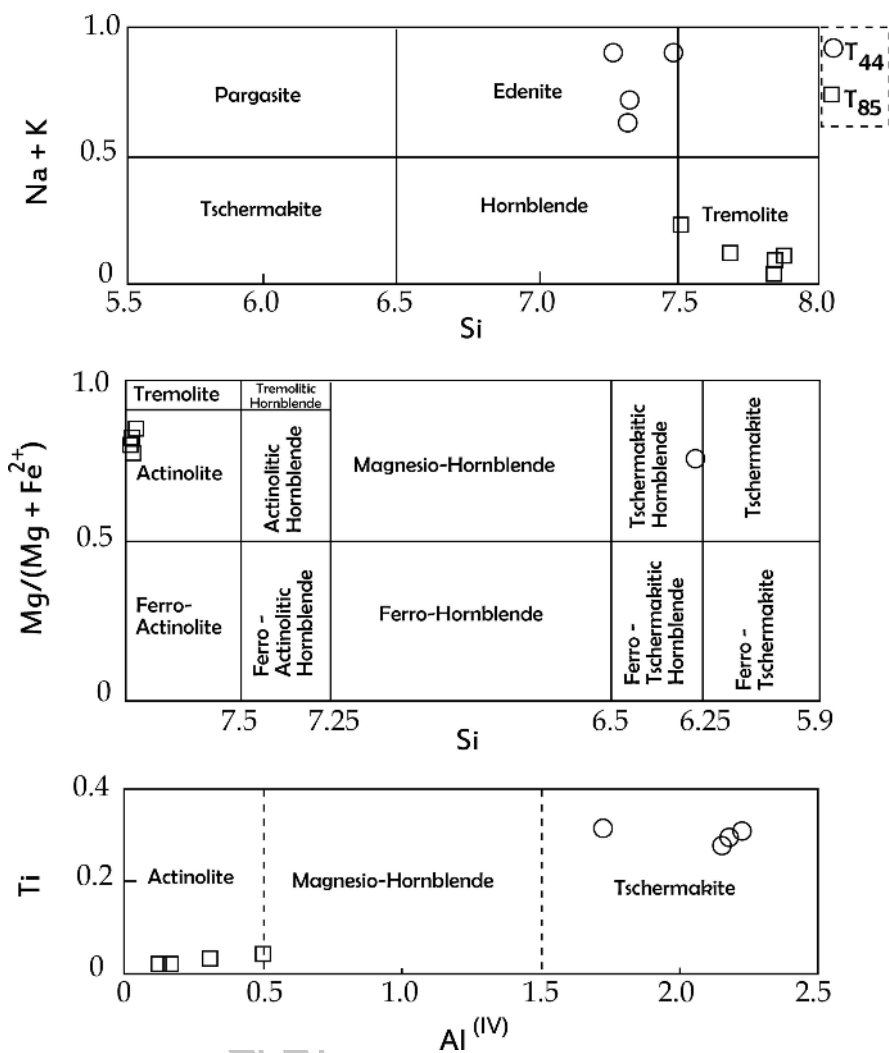 1.0
0.5
0
Na + K
Pargasite
Edenite
Tschermakite
Hornblende
Tremolite
T44
T85
5.5
6.0
6.5
7.0
7.5
8.0
Si
1.0
0.5
0
Mg/(Mg + Fe2+)
Tremolite
Tremolitic
Hornblende
Actinolite
Actinolitic
Hornblende
Magnesio-Hornblende
Tschermakitic
Hornblende
Tschermakite
Ferro-
Actinolite
Ferro -
Actinolitic
Hornblende
Ferro-Hornblende
Ferro -
Tschermakitic
Hornblende
Ferro -
Tschermakite
7.5
7.25
6.5
6.25
5.9
Si
0.4
0.2
0
Ti
Actinolite
Magnesio-Hornblende
Tschermakite
0
0.5
1.0
1.5
2.0
2.5
Al (IV)